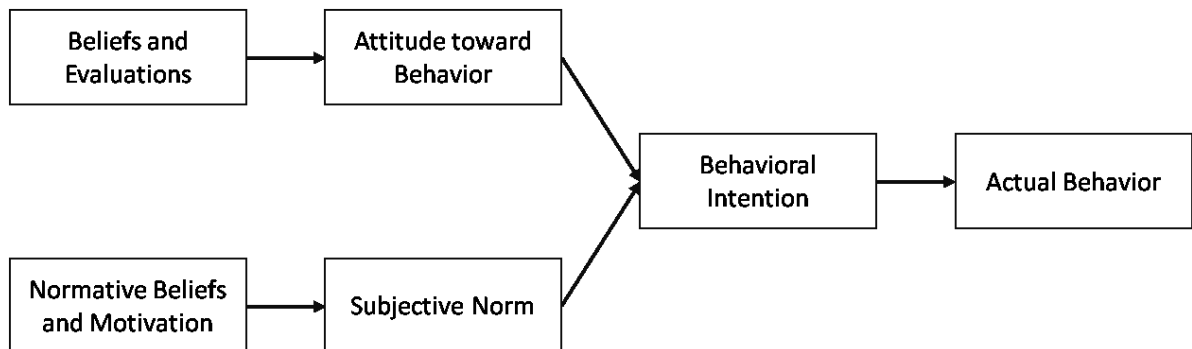 Beliefs and
Evaluations
Attitude toward
Behavior
Behavioral
Intention
Actual Behavior
Normative Beliefs
and Motivation
Subjective Norm